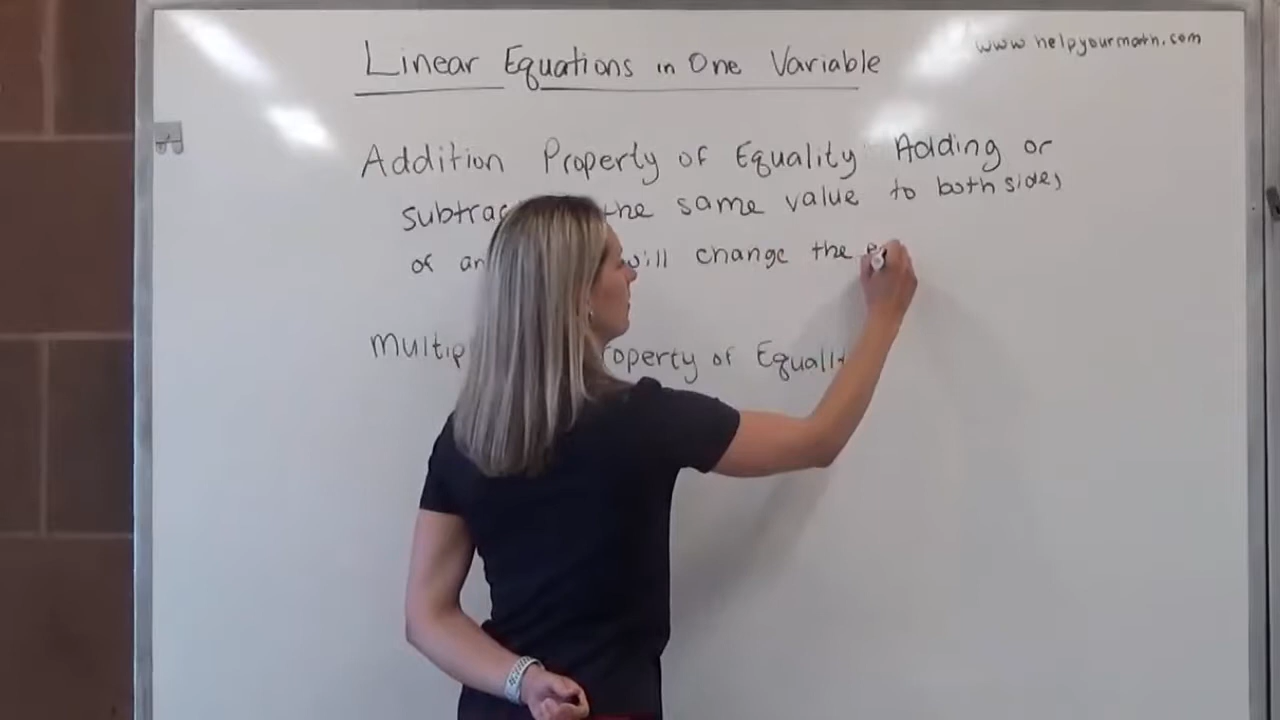 www.helpyourmath.com
Linear Equations in One Variable
Addition Property of Equality Adding or
subtrac the same value to both sides
of an will change the
Multip operty of Equalit